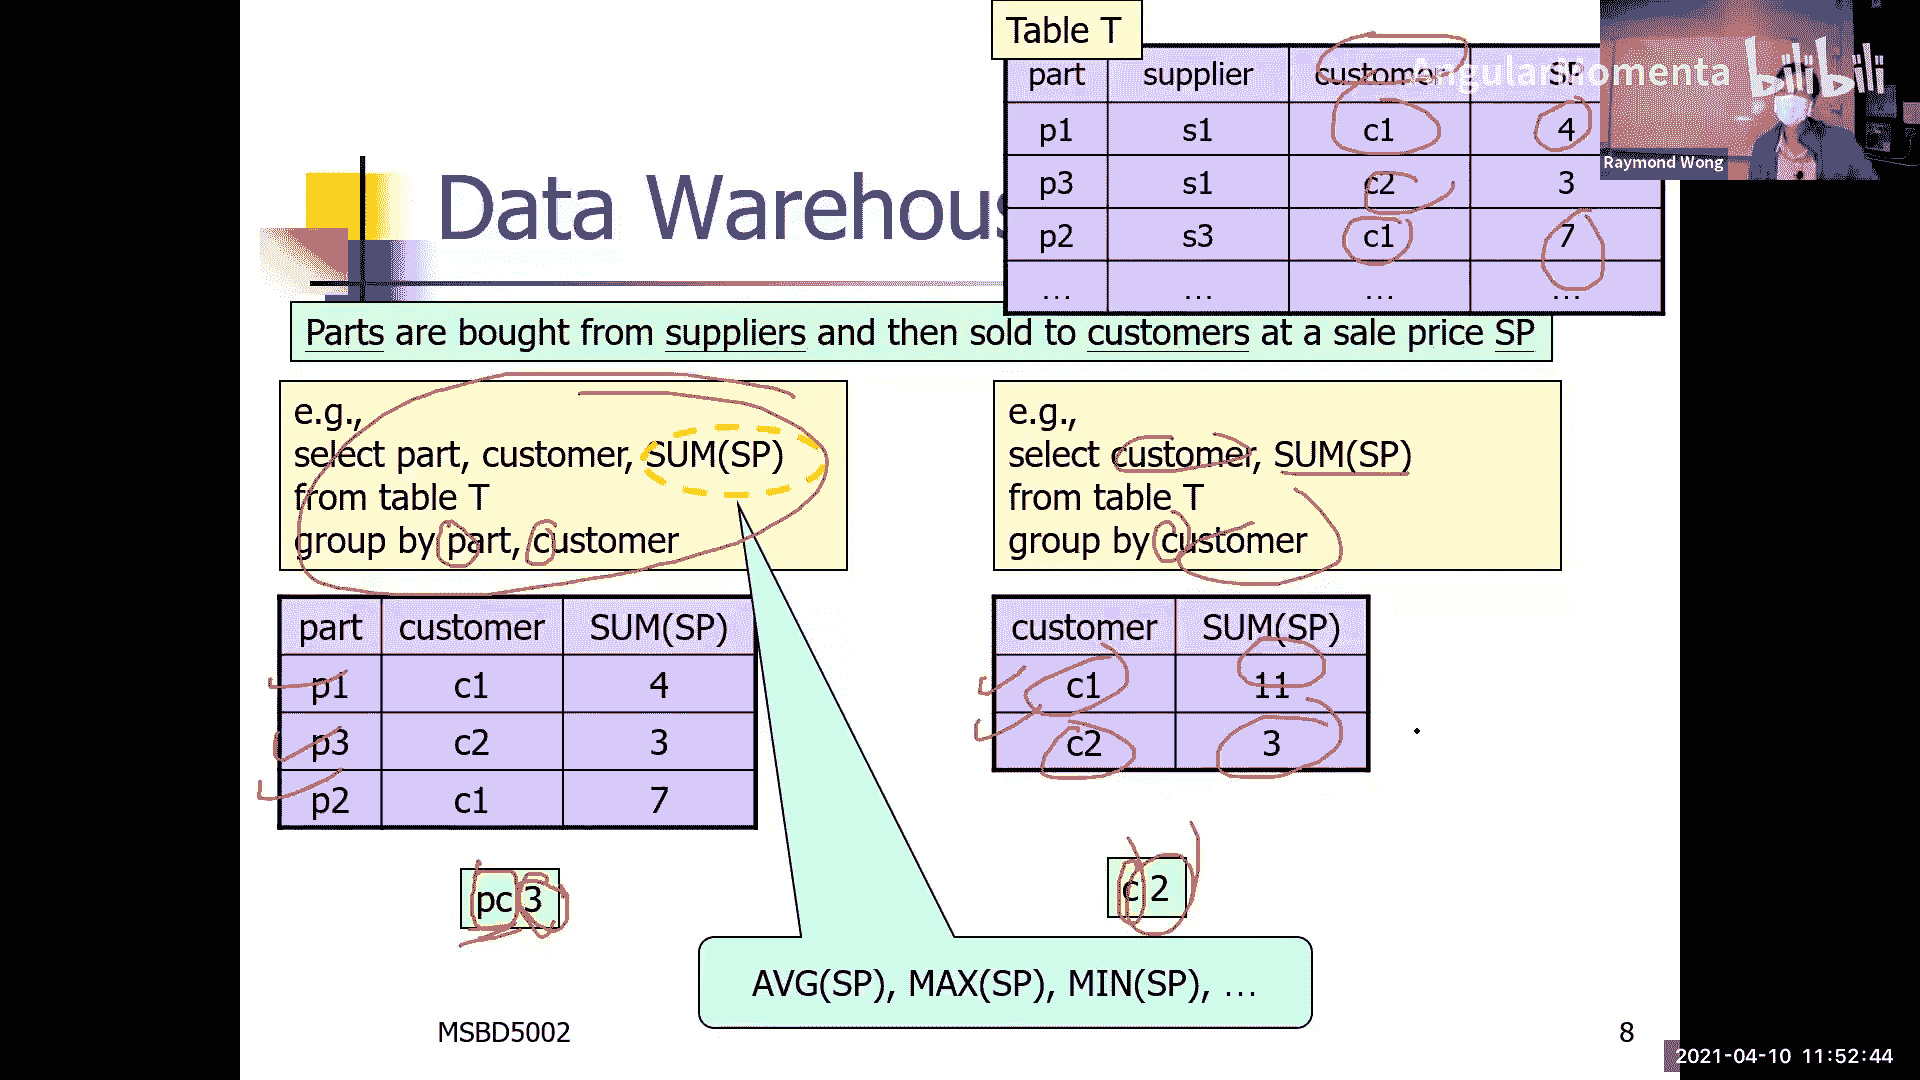 Table T
part supplier customer SP
p1 s1 c1 4
p3 s1 c2 3
p2 s3 c1 7
... ... ... ...
AngularMomenta bilibili
Raymond Wong
Data Warehous
Parts are bought from suppliers and then sold to customers at a sale price SP
e.g.,
select part, customer, SUM(SP)
from table T
group by part, customer
part customer SUM(SP)
p1 c1 4
p3 c2 3
p2 c1 7
pc 3
e.g.,
select customer, SUM(SP)
from table T
group by customer
customer SUM(SP)
c1 11
c2 3
c 2
AVG(SP), MAX(SP), MIN(SP), ...
MSBD5002
8
2021-04-10 11:52:44